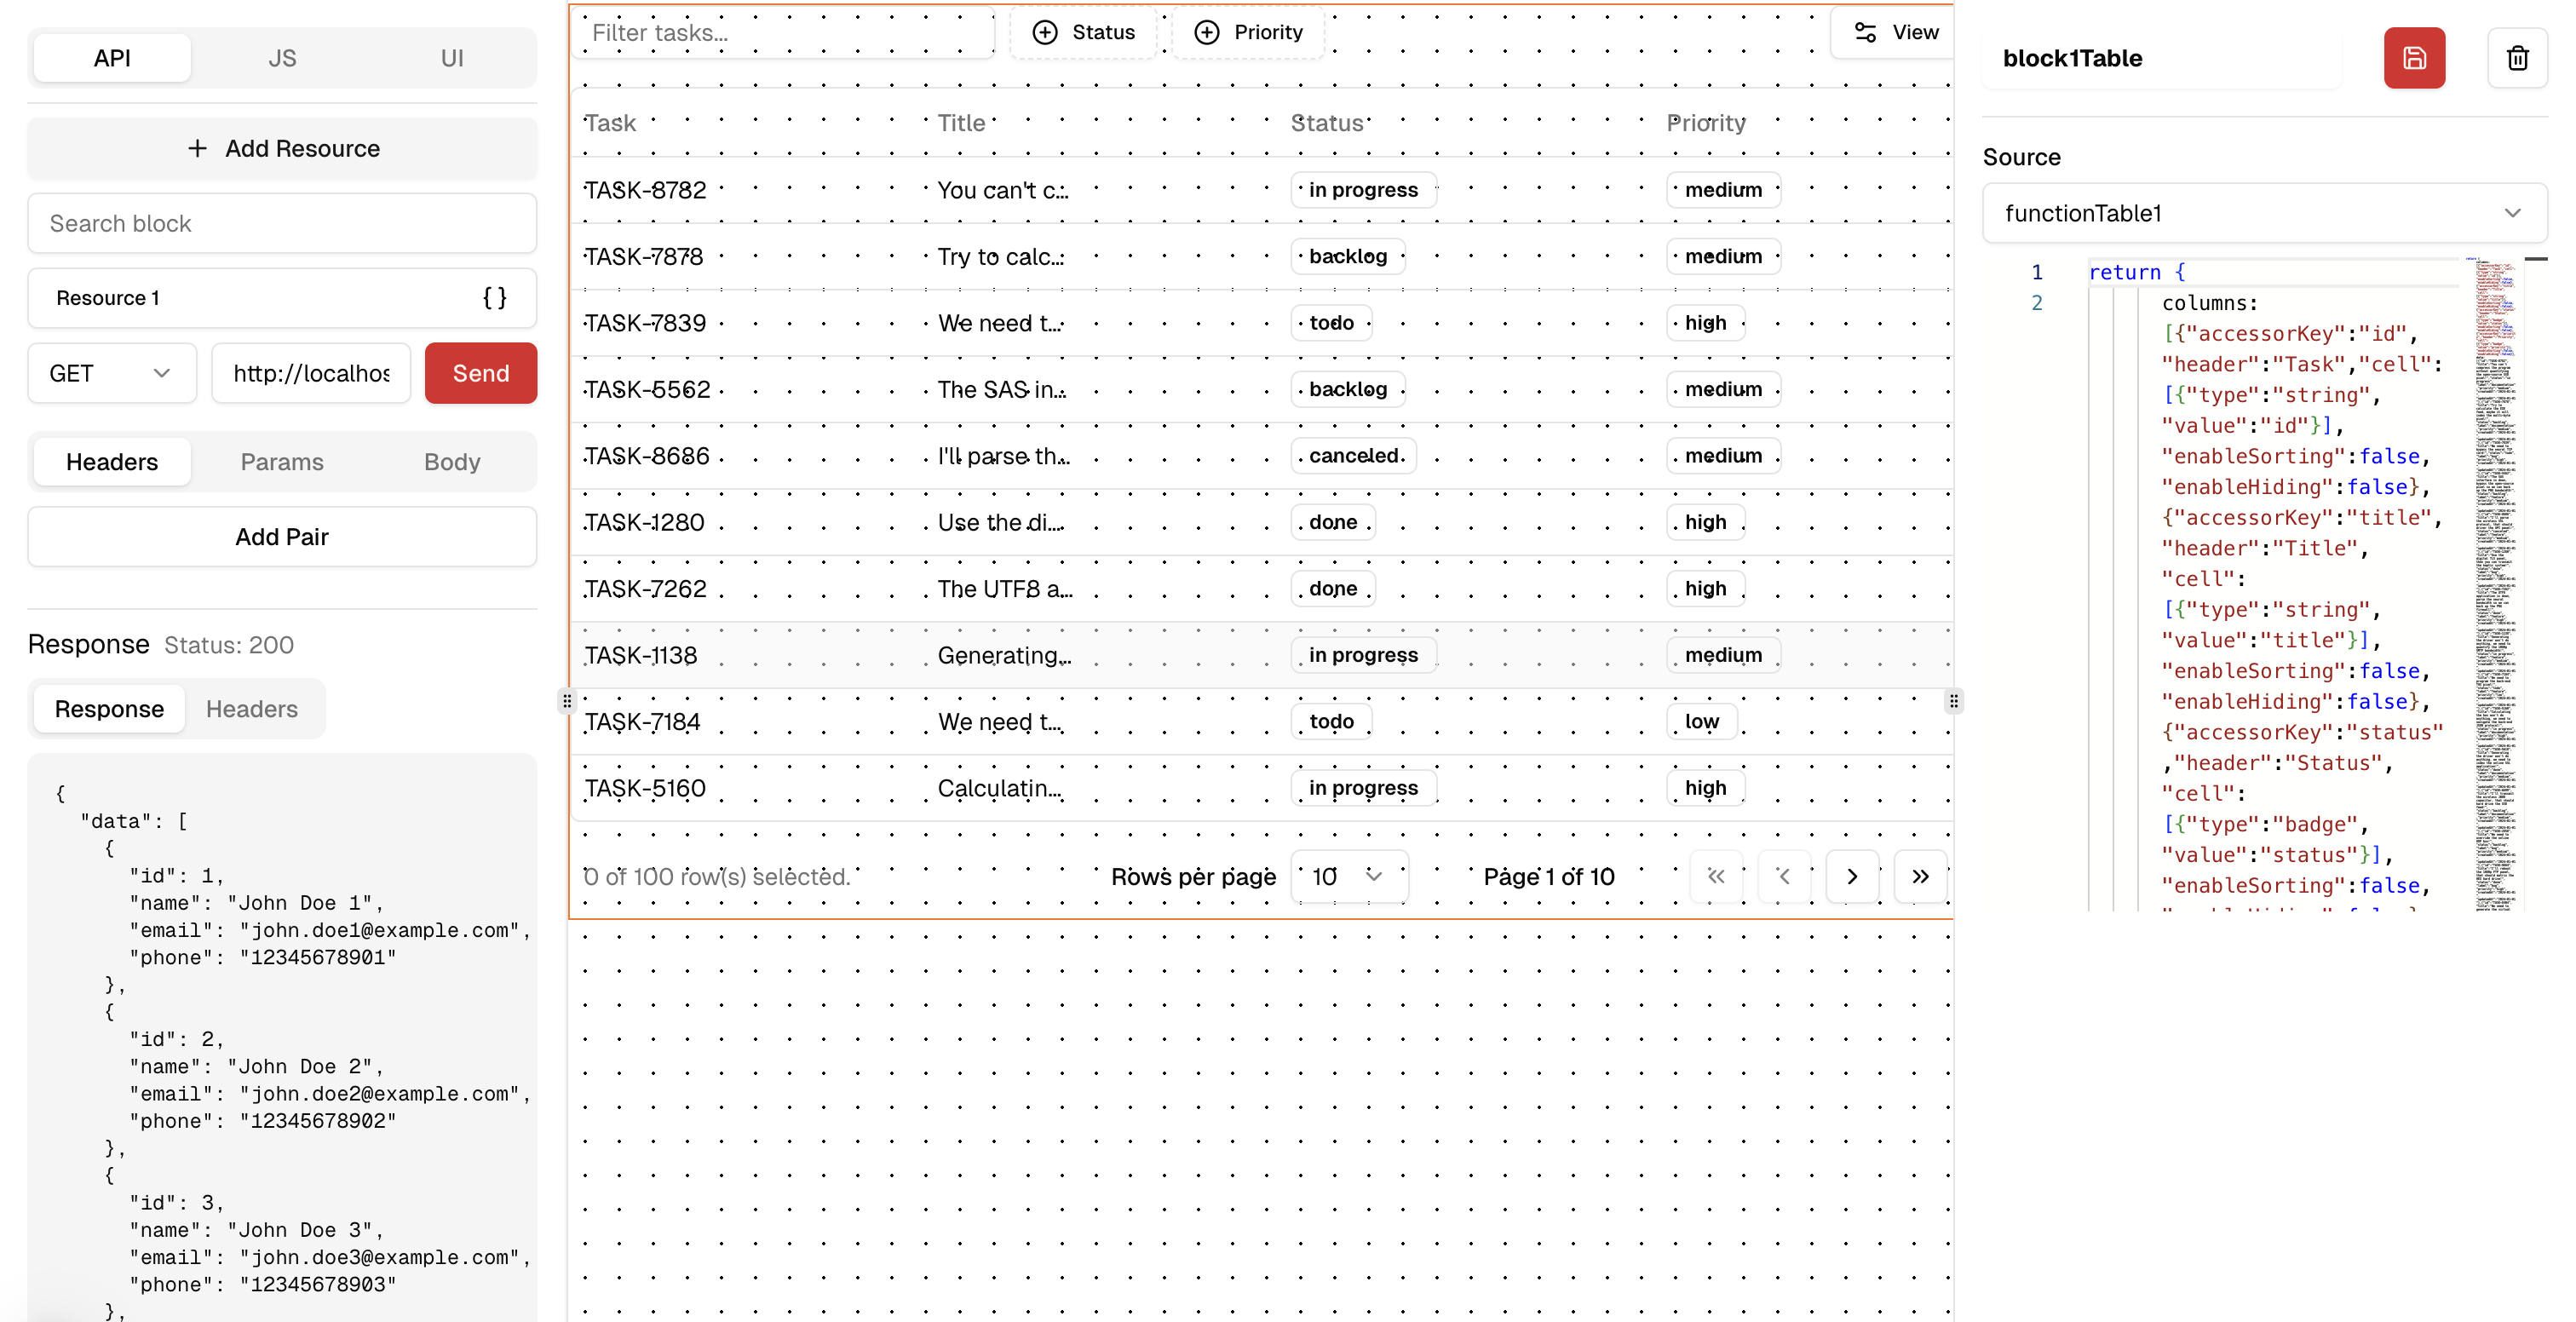 API JS UI
+ Add Resource
Search block
Resource 1 {}
GET http://localhos Send
Headers Params Body
Add Pair
Response Status: 200
Response Headers
{
"data": [
{
"id": 1,
"name": "John Doe 1",
"email": "john.doe1@example.com",
"phone": "12345678901"
},
{
"id": 2,
"name": "John Doe 2",
"email": "john.doe2@example.com",
"phone": "12345678902"
},
{
"id": 3,
"name": "John Doe 3",
"email": "john.doe3@example.com",
"phone": "12345678903"
},
Filter tasks... Status Priority View
Task Title Status Priority
TASK-8782 You can't c... in progress medium
TASK-7878 Try to calc... backlog medium
TASK-7839 We need t... todo high
TASK-5562 The SAS in... backlog medium
TASK-8686 I'll parse th... canceled medium
TASK-1280 Use the di... done high
TASK-7262 The UTF8 a... done high
TASK-1138 Generating... in progress medium
TASK-7184 We need t... todo low
TASK-5160 Calculatin... in progress high
0 of 100 row(s) selected. Rows per page 10 Page 1 of 10
block1Table
Source
functionTable1
1 return {
2 columns:
[{"accessorKey":"id",
"header":"Task","cell":
[{"type":"string",
"value":"id"}],
"enableSorting":false,
"enableHiding":false},
{"accessorKey":"title",
"header":"Title",
"cell":
[{"type":"string",
"value":"title"}],
"enableSorting":false,
"enableHiding":false},
{"accessorKey":"status"
,"header":"Status",
"cell":
[{"type":"badge",
"value":"status"}],
"enableSorting":false,